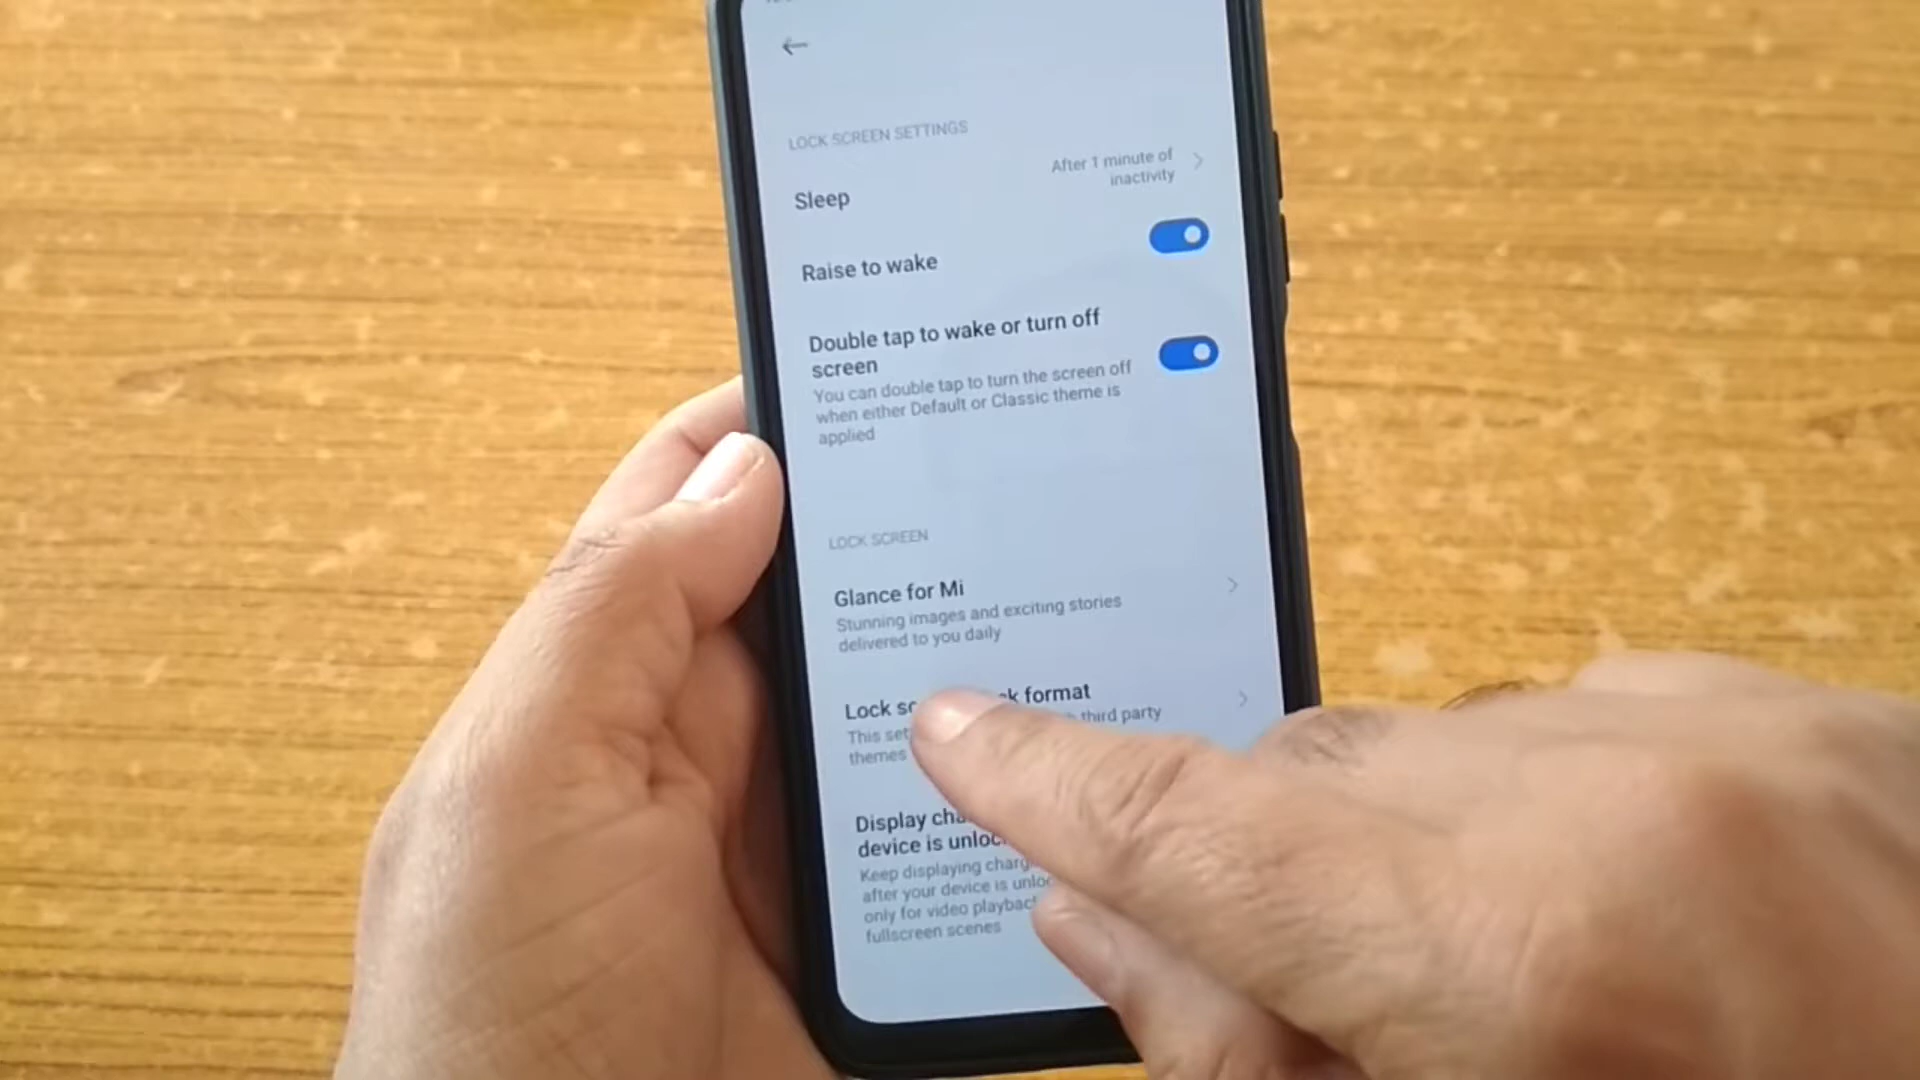 LOCK SCREEN SETTINGS
After 1 minute of
inactivity
Sleep
Raise to wake
Double tap to wake or turn off
screen
You can double tap to turn the screen off
when either Default or Classic theme is
applied
LOCK SCREEN
Glance for Mi
Stunning images and exciting stories
delivered to you daily
Lock format
This third party
themes
Display
device is
Keep displaying
after your device is
only for video
fullscreen scenes